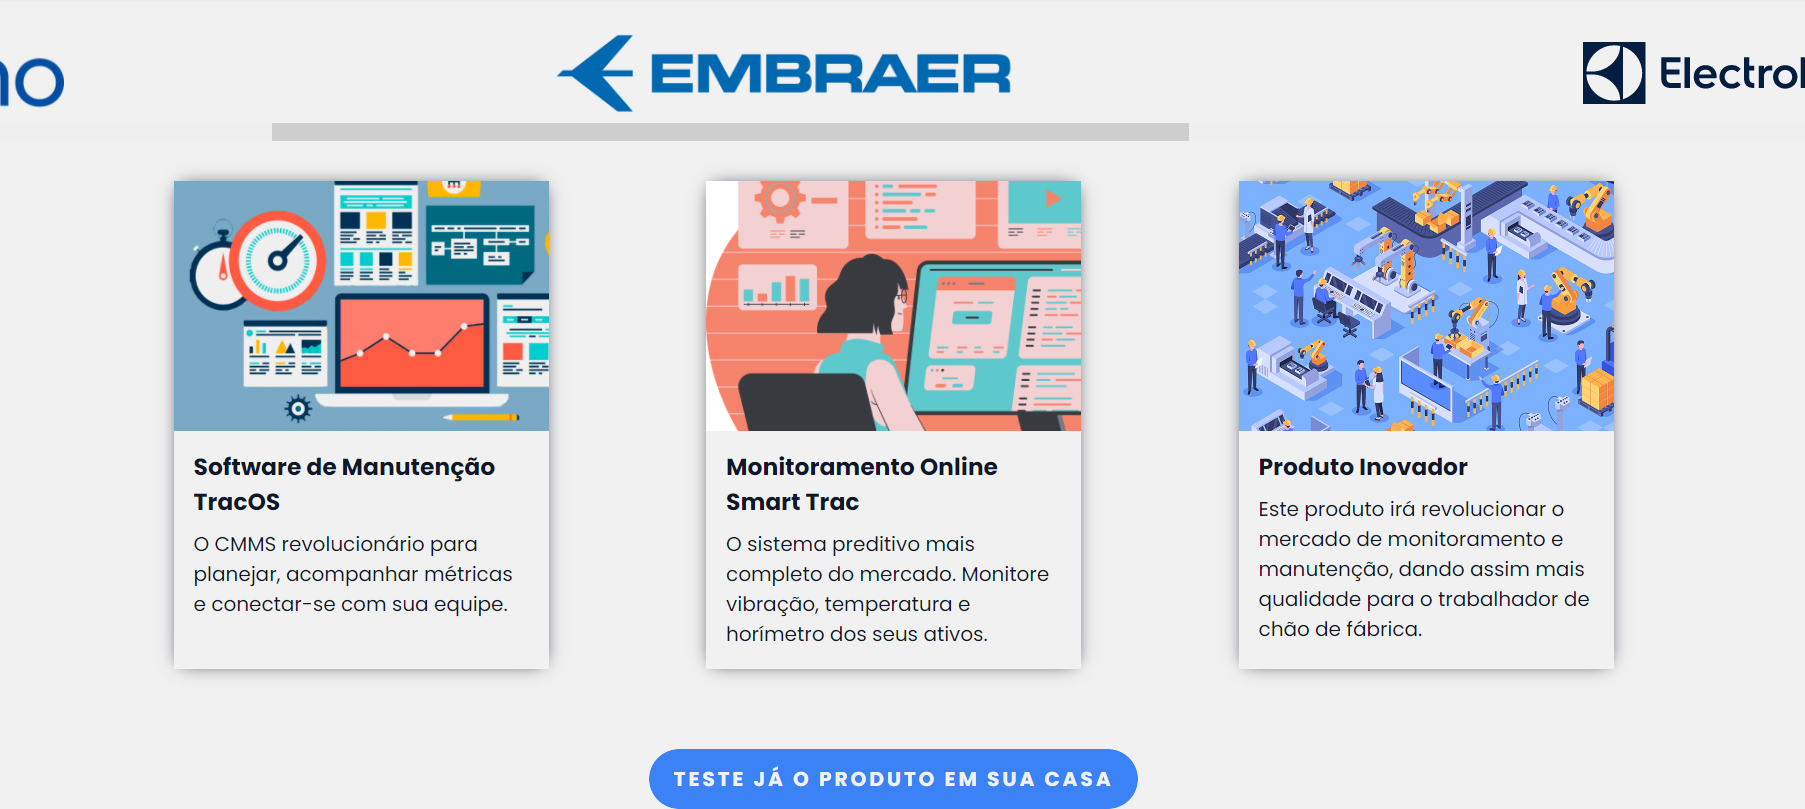 EMBRAER
Software de Manutenção
TracOS
O CMMS revolucionário para
planejar, acompanhar métricas
e conectar-se com sua equipe.
Monitoramento Online
Smart Trac
O sistema preditivo mais
completo do mercado. Monitore
vibração, temperatura e
horímetro dos seus ativos.
Produto Inovador
Este produto irá revolucionar o
mercado de monitoramento e
manutenção, dando assim mais
qualidade para o trabalhador de
chão de fábrica.
TESTE JÁ O PRODUTO EM SUA CASA